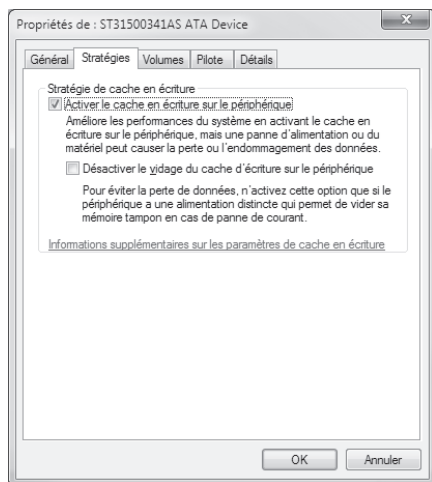 Propriétés de : ST31500341AS ATA Device
x
Général Stratégies Volumes Pilote Détails
Stratégie de cache en écriture
Activer le cache en écriture sur le périphérique
Améliore les performances du système en activant le cache en
écriture sur le périphérique, mais une panne d'alimentation ou du
matériel peut causer la perte ou l'endommagement des données.
Désactiver le vidage du cache d'écriture sur le périphérique
Pour éviter la perte de données, n'activez cette option que si le
périphérique a une alimentation distincte qui permet de vider sa
mémoire tampon en cas de panne de courant.
Informations supplémentaires sur les paramètres de cache en écriture
OK Annuler